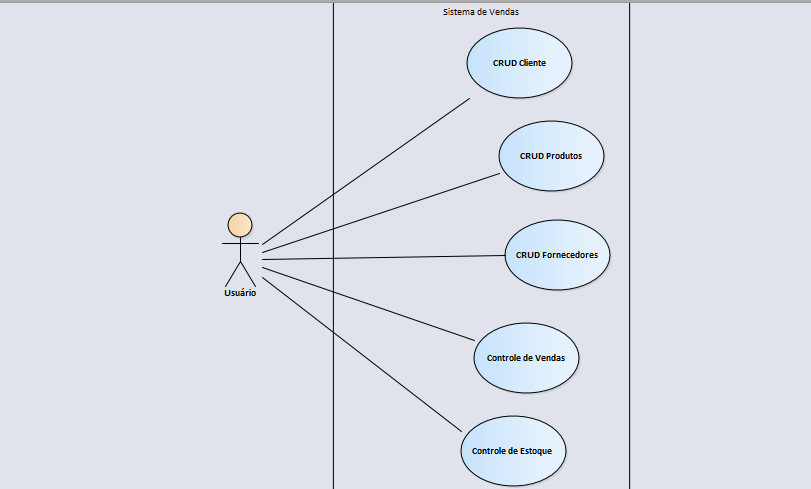 Sistema de Vendas
CRUD Cliente
CRUD Produtos
CRUD Fornecedores
Usuário
Controle de Vendas
Controle de Estoque